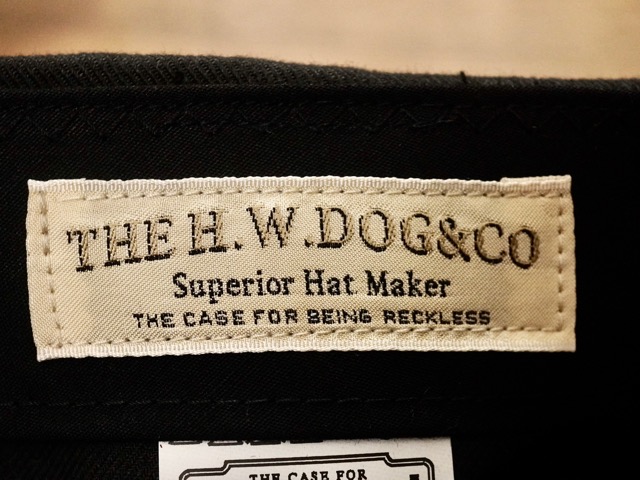 THE H.W.DOG&CO
Superior Hat Maker
THE CASE FOR BEING RECKLESS
THE CASE FOR